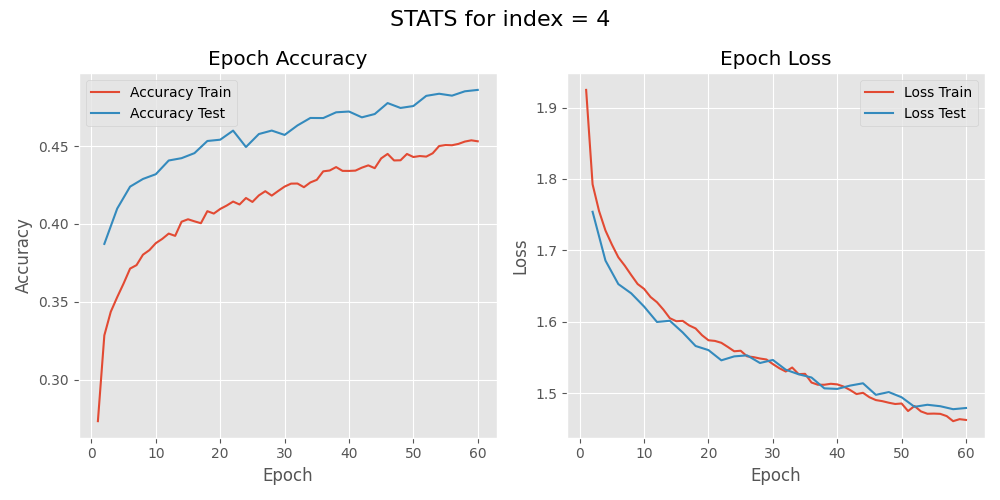 STATS for index = 4
Epoch Accuracy
Accuracy Train
Accuracy Test
0.45
0.40
0.35
0.30
Accuracy
0 10 20 30 40 50 60
Epoch
Epoch Loss
Loss Train
Loss Test
1.9
1.8
1.7
1.6
1.5
Loss
0 10 20 30 40 50 60
Epoch